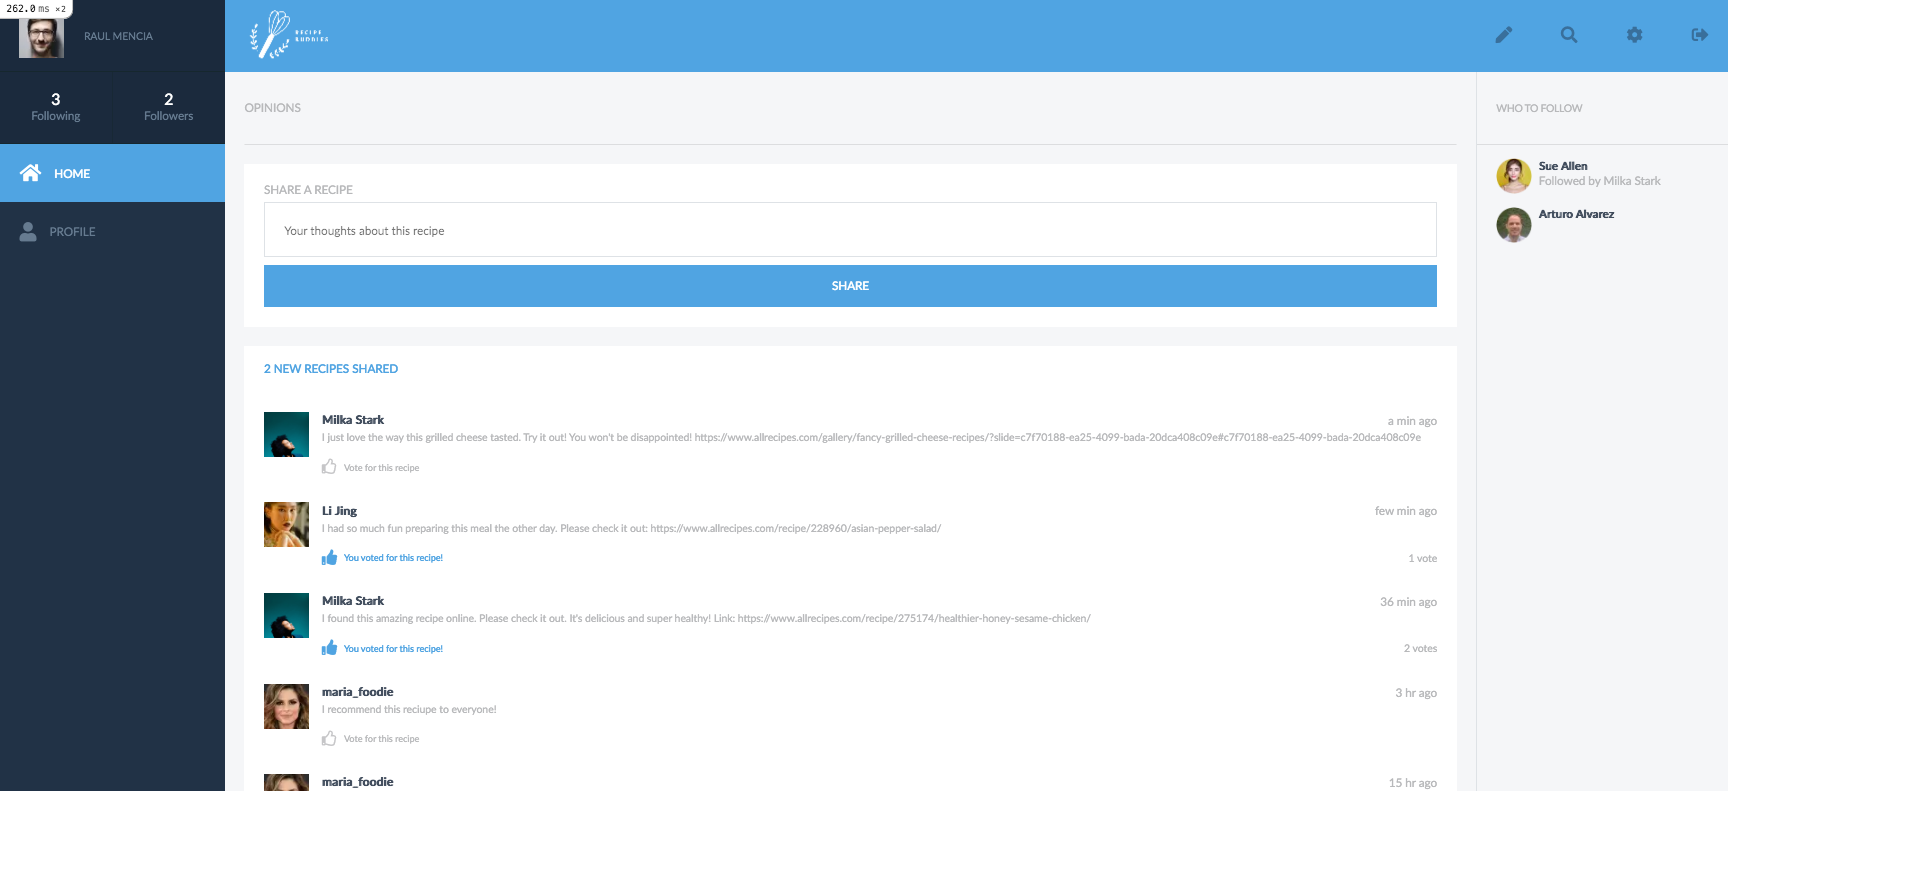 262.0 ms ×2
RAUL MENCIA
3
Following
2
Followers
HOME
PROFILE
RECIPE
BUDDIES
OPINIONS
SHARE A RECIPE
Your thoughts about this recipe
SHARE
2 NEW RECIPES SHARED
Milka Stark
a min ago
I just love the way this grilled cheese tasted. Try it out! You won't be disappointed! https://www.allrecipes.com/gallery/fancy-grilled-cheese-recipes/?slide=c7f70188-ea25-4099-bada-20dca408c09e#c7f70188-ea25-4099-bada-20dca408c09e
Vote for this recipe
Li Jing
few min ago
I had so much fun preparing this meal the other day. Please check it out: https://www.allrecipes.com/recipe/228960/asian-pepper-salad/
You voted for this recipe!
1 vote
Milka Stark
36 min ago
I found this amazing recipe online. Please check it out. It's delicious and super healthy! Link: https://www.allrecipes.com/recipe/275174/healthier-honey-sesame-chicken/
You voted for this recipe!
2 votes
maria_foodie
3 hr ago
I recommend this reciupe to everyone!
Vote for this recipe
maria_foodie
15 hr ago
WHO TO FOLLOW
Sue Allen
Followed by Milka Stark
Arturo Alvarez